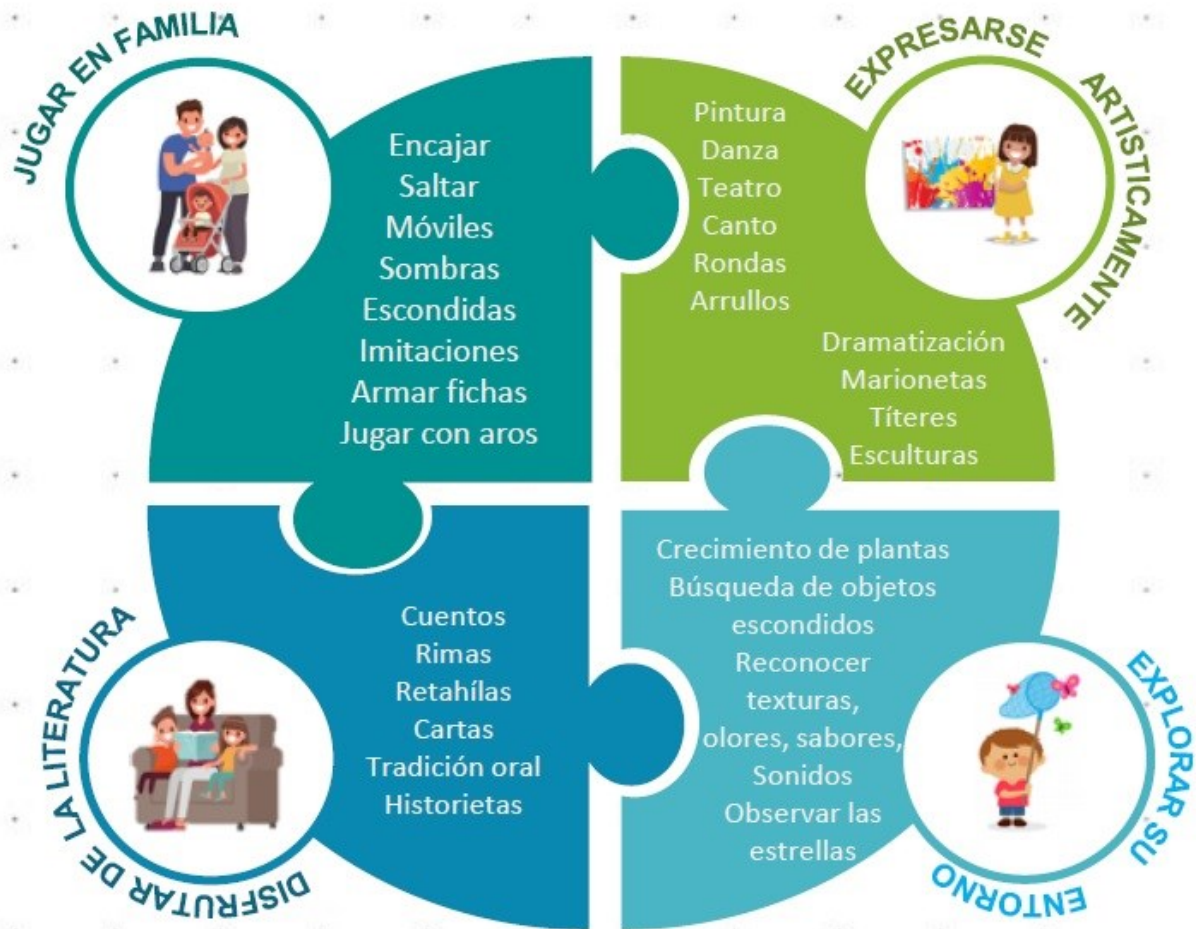 JUGAR EN FAMILIA
Encajar
Saltar
Móviles
Sombras
Escondidas
Imitaciones
Armar fichas
Jugar con aros
EXPRESARSE ARTISTICAMENTE
Pintura
Danza
Teatro
Canto
Rondas
Arrullos
Dramatización
Marionetas
Títeres
Esculturas
DISFRUTAR DE LA LITERATURA
Cuentos
Rimas
Retahílas
Cartas
Tradición oral
Historietas
EXPLORAR SU ENTORNO
Crecimiento de plantas
Búsqueda de objetos
escondidos
Reconocer
texturas,
olores, sabores,
Sonidos
Observar las
estrellas